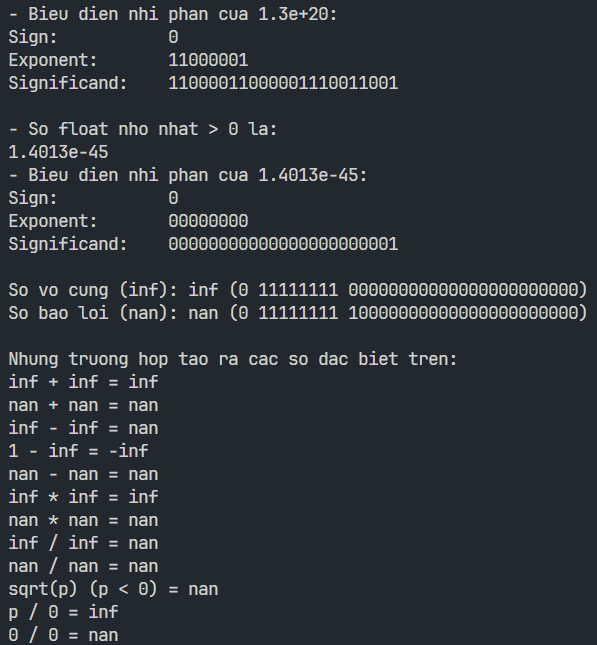 - Bieu dien nhi phan cua 1.3e+20:
Sign: 0
Exponent: 11000001
Significand: 11000011000001110011001

- So float nho nhat > 0 la:
1.4013e-45
- Bieu dien nhi phan cua 1.4013e-45:
Sign: 0
Exponent: 00000000
Significand: 00000000000000000000001

So vo cung (inf): inf (0 11111111 00000000000000000000000)
So bao loi (nan): nan (0 11111111 10000000000000000000000)

Nhung truong hop tao ra cac so dac biet tren:
inf + inf = inf
nan + nan = nan
inf - inf = nan
1 - inf = -inf
nan - nan = nan
inf * inf = inf
nan * nan = nan
inf / inf = nan
nan / nan = nan
sqrt(p) (p < 0) = nan
p / 0 = inf
0 / 0 = nan